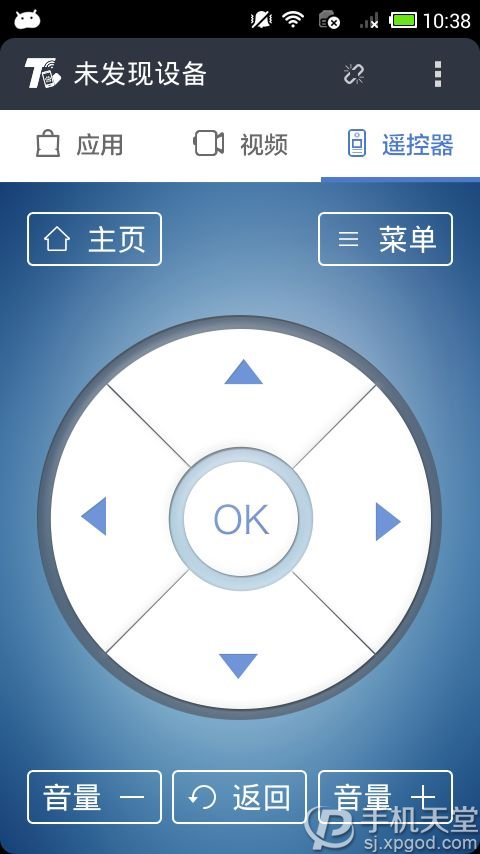 10:38
未发现设备
应用 视频 遥控器
主页 菜单
OK
音量 — 返回 音量 +
手机天堂
sj.xpgod.com